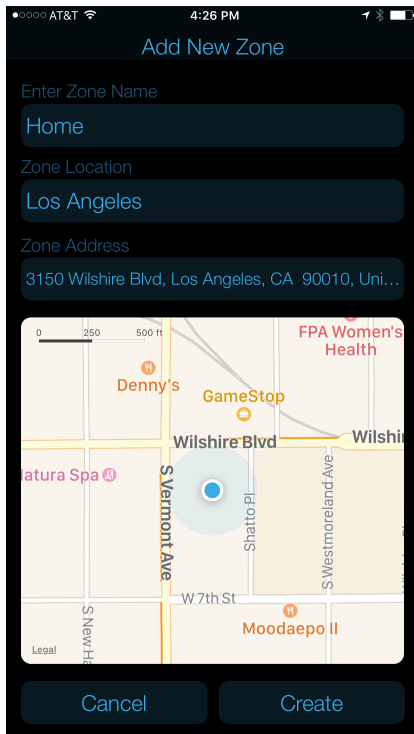 AT&T
4:26 PM
Add New Zone
Enter Zone Name
Home
Zone Location
Los Angeles
Zone Address
3150 Wilshire Blvd, Los Angeles, CA 90010, Uni...
0 250 500 ft
FPA Women's
Health
Denny's
GameStop
Wilshire Blvd
Wilshi
latura Spa
S Vermont Ave
Shatto Pl
S Westmoreland Ave
W 7th St
S New Ha
Moodaepo II
Legal
Cancel
Create